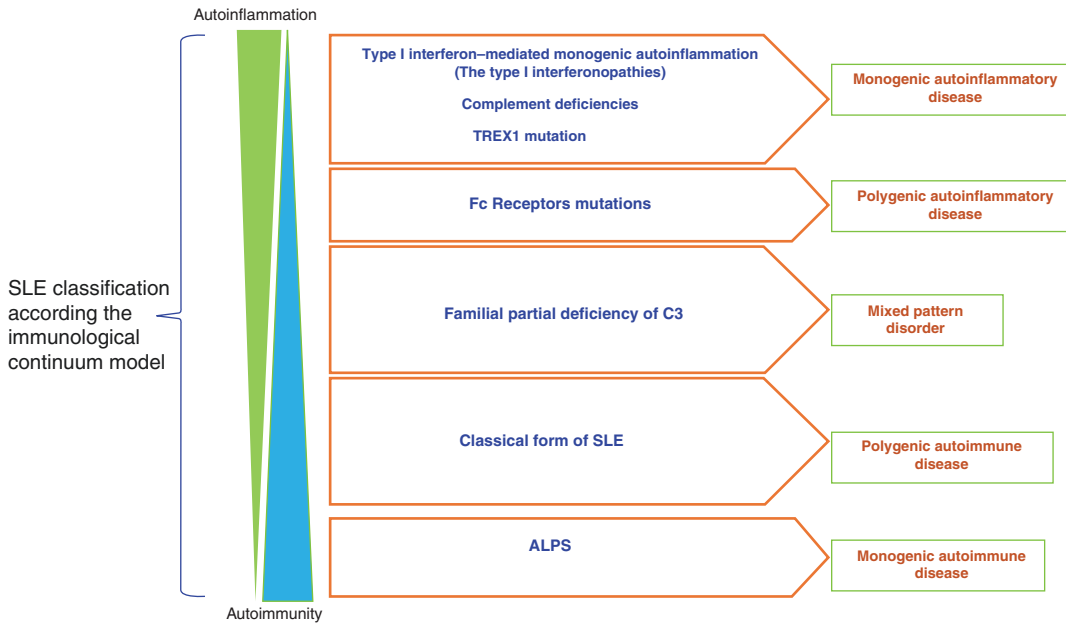 Autoinflammation
SLE classification
according the
immunological
continuum model
Type I interferon–mediated monogenic autoinflammation
(The type I interferonopathies)
Complement deficiencies
TREX1 mutation
Monogenic autoinflammatory
disease
Fc Receptors mutations
Polygenic autoinflammatory
disease
Familial partial deficiency of C3
Mixed pattern
disorder
Classical form of SLE
Polygenic autoimmune
disease
ALPS
Monogenic autoimmune
disease
Autoimmunity